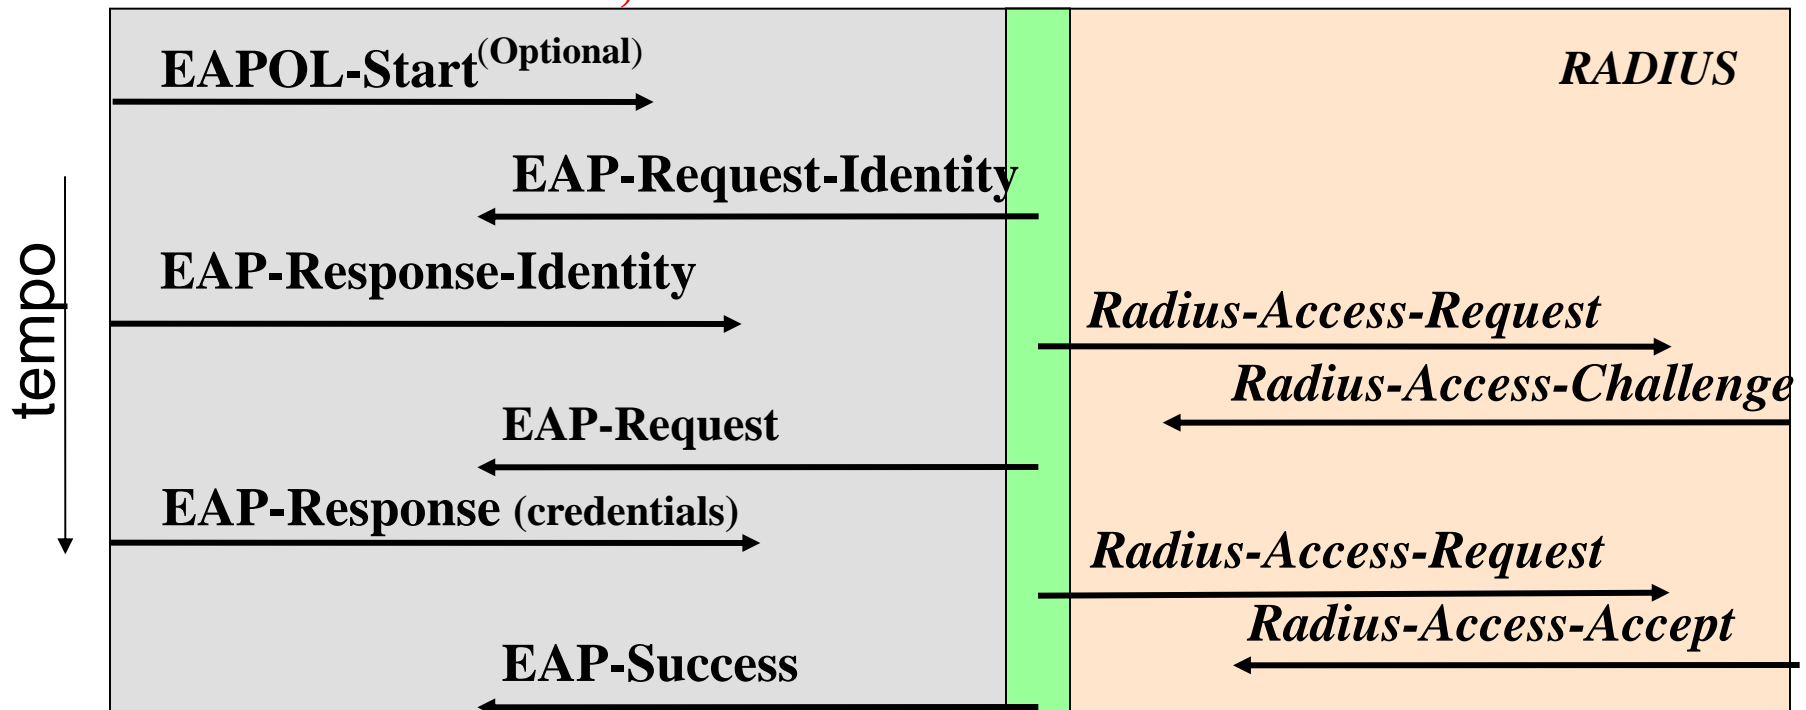 EAPOL-Start(Optional)
RADIUS
EAP-Request-Identity
tempo
EAP-Response-Identity
Radius-Access-Request
Radius-Access-Challenge
EAP-Request
EAP-Response (credentials)
Radius-Access-Request
Radius-Access-Accept
EAP-Success